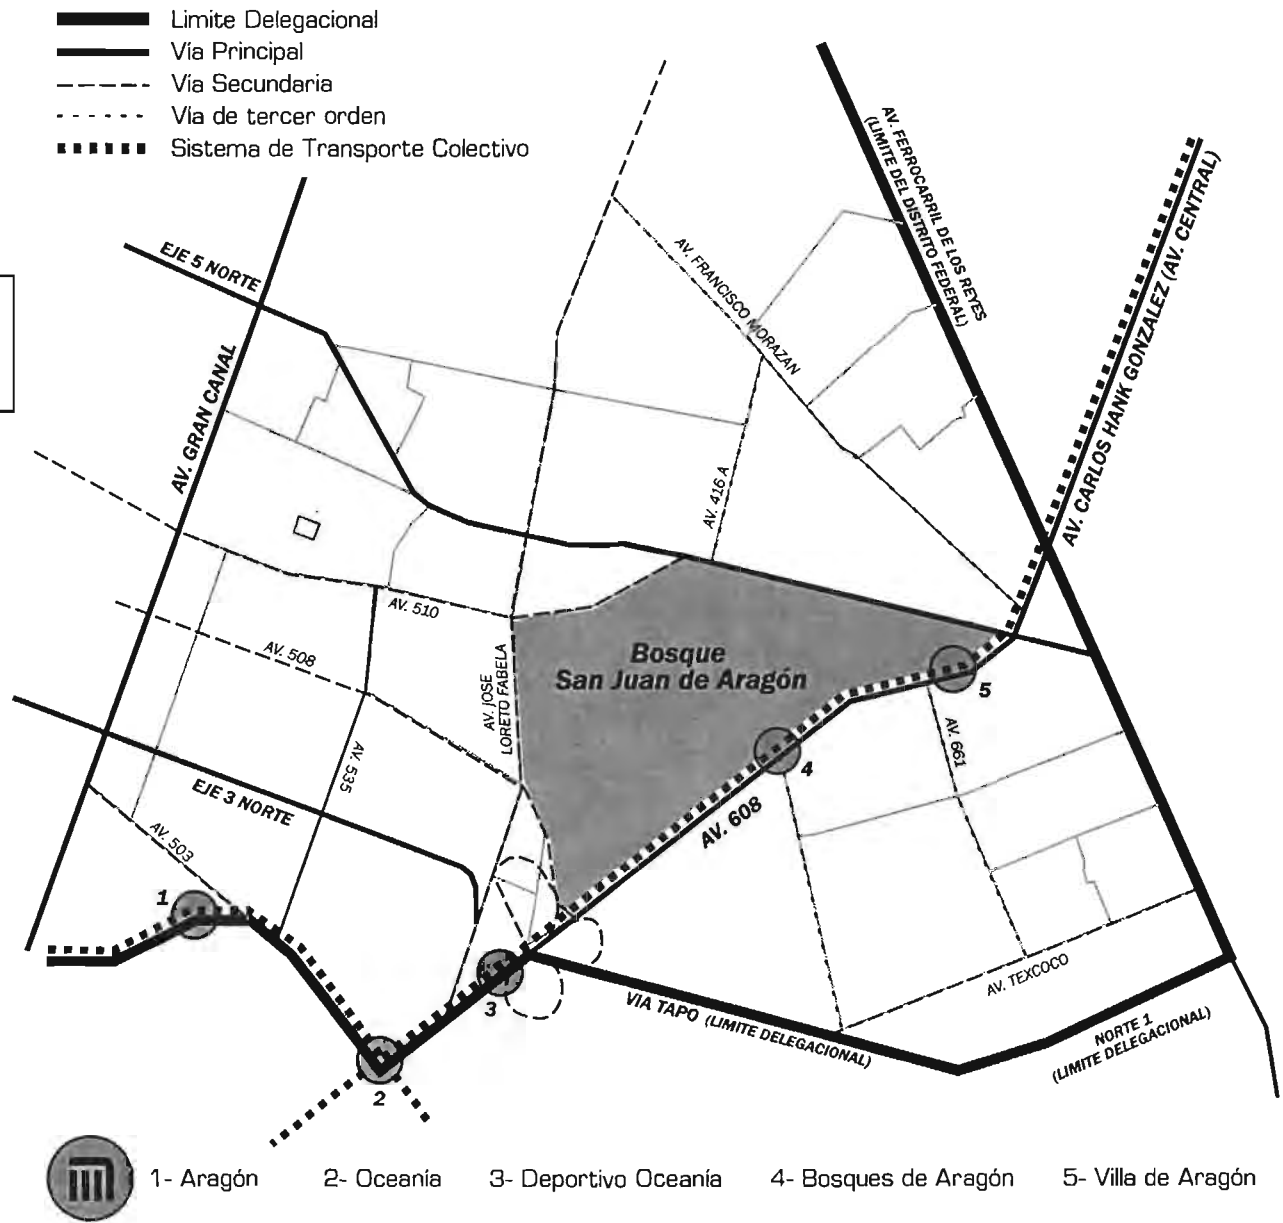 Limite Delegacional
Vía Principal
Vía Secundaria
Vía de tercer orden
Sistema de Transporte Colectivo
AV. FERROCARRIL DE LOS REYES
(LIMITE DEL DISTRITO FEDERAL)
AV. CARLOS HANK GONZALEZ (AV. CENTRAL)
EJE 5 NORTE
AV. FRANCISCO MORAZAN
AV. GRAN CANAL
AV. 416 A
AV. 510
AV. 508
Bosque
San Juan de Aragón
AV. JOSE
LORETO FABELA
5
AV. 661
4
AV. 535
EJE 3 NORTE
AV. 608
AV. 503
1
3
2
VIA TAPO (LIMITE DELEGACIONAL)
AV. TEXCOCO
NORTE 1
(LIMITE DELEGACIONAL)
1- Aragón
2- Oceanía
3- Deportivo Oceanía
4- Bosques de Aragón
5- Villa de Aragón